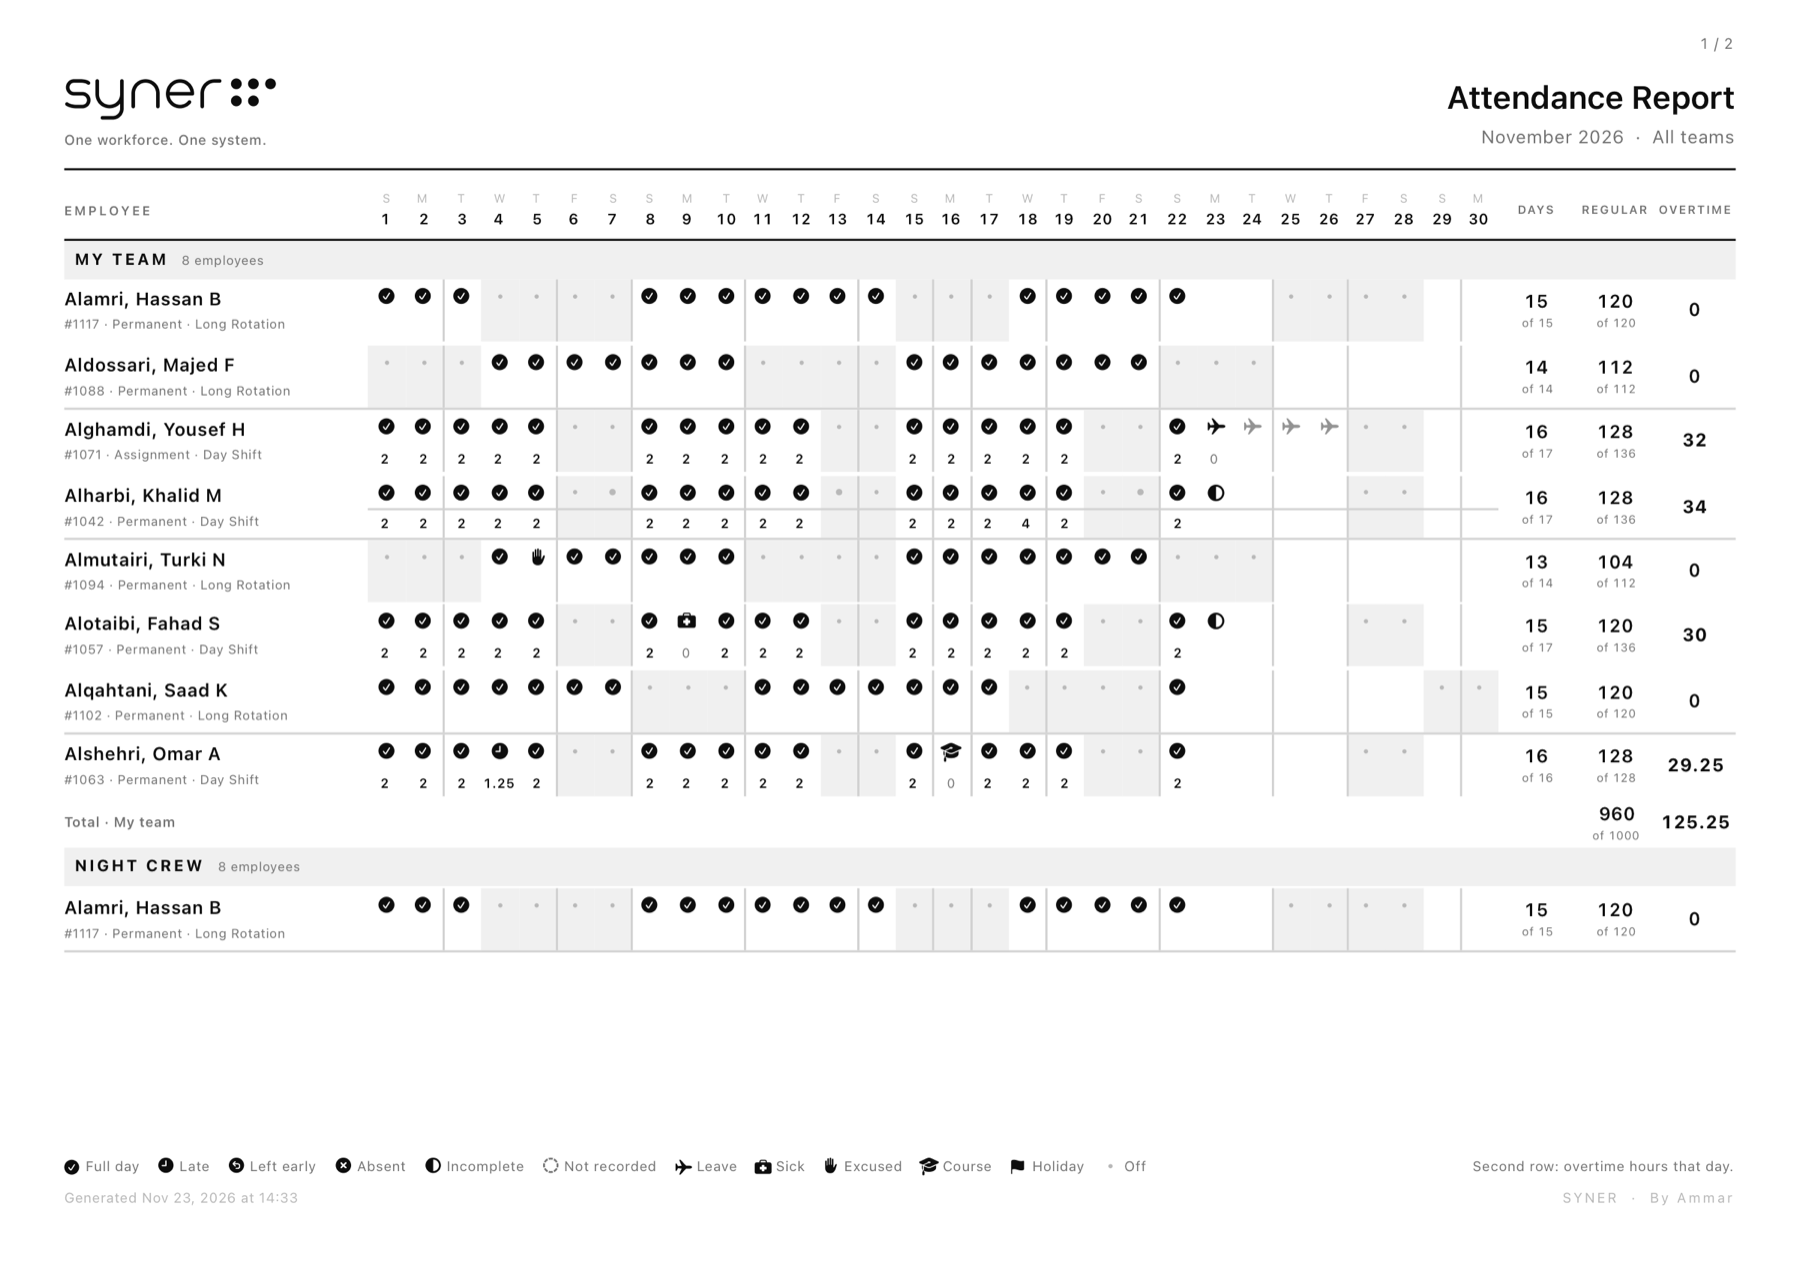 1 / 2
syner
One workforce. One system.
Attendance Report
November 2026 · All teams
EMPLOYEE
S M T W T F S S M T W T F S S M T W T F S S M T W T F S S M
1 2 3 4 5 6 7 8 9 10 11 12 13 14 15 16 17 18 19 20 21 22 23 24 25 26 27 28 29 30
DAYS REGULAR OVERTIME
MY TEAM 8 employees
Alamri, Hassan B
#1117 · Permanent · Long Rotation
15 120 0
of 15 of 120
Aldossari, Majed F
#1088 · Permanent · Long Rotation
14 112 0
of 14 of 112
Alghamdi, Yousef H
#1071 · Assignment · Day Shift
2 2 2 2 2 2 2 2 2 2 2 2 2 2 2 2 0
16 128 32
of 17 of 136
Alharbi, Khalid M
#1042 · Permanent · Day Shift
2 2 2 2 2 2 2 2 2 2 2 2 2 4 2 2
16 128 34
of 17 of 136
Almutairi, Turki N
#1094 · Permanent · Long Rotation
13 104 0
of 14 of 112
Alotaibi, Fahad S
#1057 · Permanent · Day Shift
2 2 2 2 2 2 0 2 2 2 2 2 2 2 2 2
15 120 30
of 17 of 136
Alqahtani, Saad K
#1102 · Permanent · Long Rotation
15 120 0
of 15 of 120
Alshehri, Omar A
#1063 · Permanent · Day Shift
2 2 2 1.25 2 2 2 2 2 2 2 0 2 2 2 2
16 128 29.25
of 16 of 128
Total · My team
960 125.25
of 1000
NIGHT CREW 8 employees
Alamri, Hassan B
#1117 · Permanent · Long Rotation
15 120 0
of 15 of 120
Full day Late Left early Absent Incomplete Not recorded Leave Sick Excused Course Holiday Off
Second row: overtime hours that day.
Generated Nov 23, 2026 at 14:33
SYNER · By Ammar